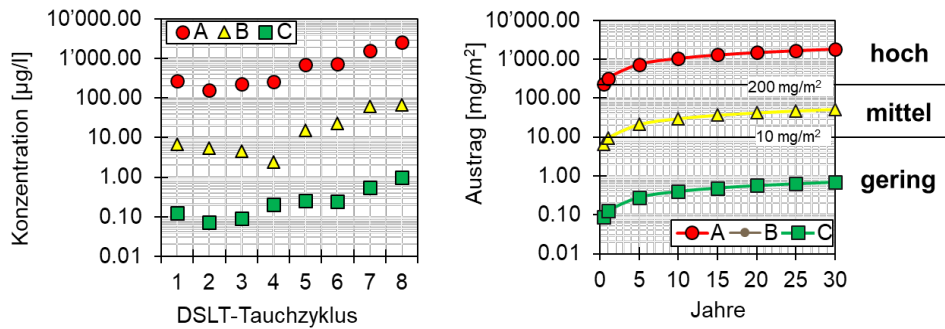 Konzentration [µg/l]
10’000.00
1’000.00
100.00
10.00
1.00
0.10
0.01
A B C
1 2 3 4 5 6 7 8
DSLT-Tauchzyklus
Austrag [mg/m²]
10’000.00
1’000.00
100.00
10.00
1.00
0.10
0.01
hoch
200 mg/m²
mittel
10 mg/m²
gering
A B C
0 5 10 15 20 25 30
Jahre